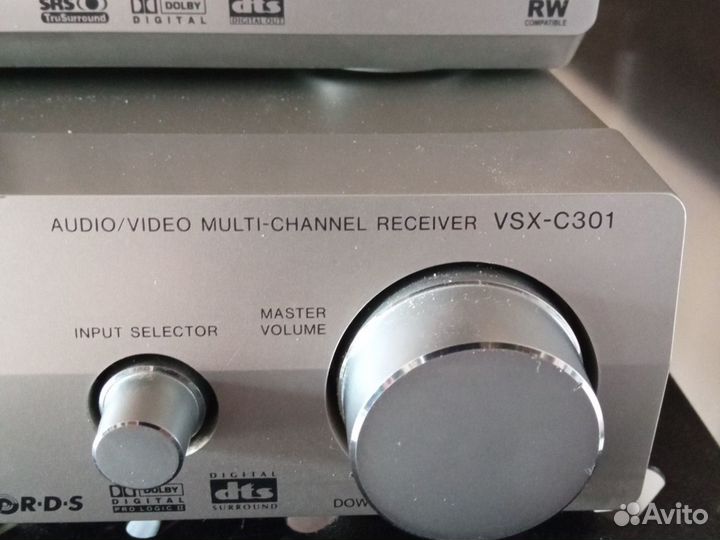 SRS
TruSurround
DOLBY
DIGITAL
dts
DIGITAL OUT
RW
COMPATIBLE
AUDIO/VIDEO MULTI-CHANNEL RECEIVER VSX-C301
INPUT SELECTOR
MASTER
VOLUME
R·D·S
DOLBY
DIGITAL
PRO LOGIC II
DIGITAL
dts
SURROUND
DOW
Avito